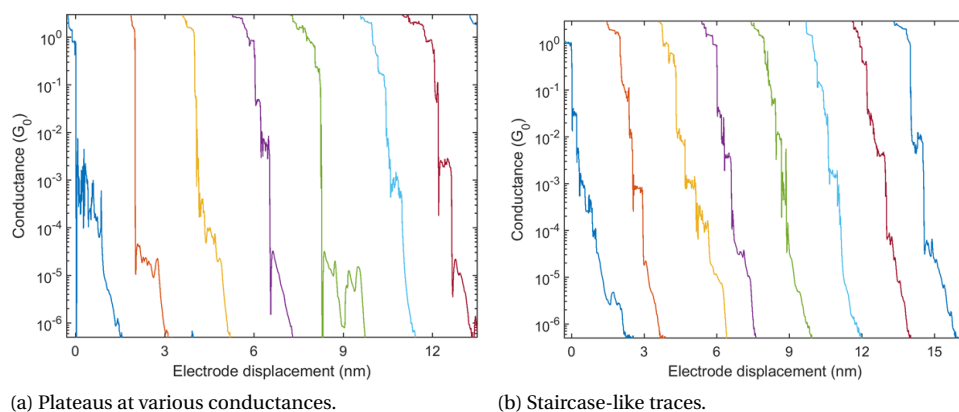 10^0
10^-1
10^-2
10^-3
10^-4
10^-5
10^-6
Conductance (G_0)
0 3 6 9 12
Electrode displacement (nm)
(a) Plateaus at various conductances.
10^0
10^-1
10^-2
10^-3
10^-4
10^-5
10^-6
Conductance (G_0)
0 3 6 9 12 15
Electrode displacement (nm)
(b) Staircase-like traces.